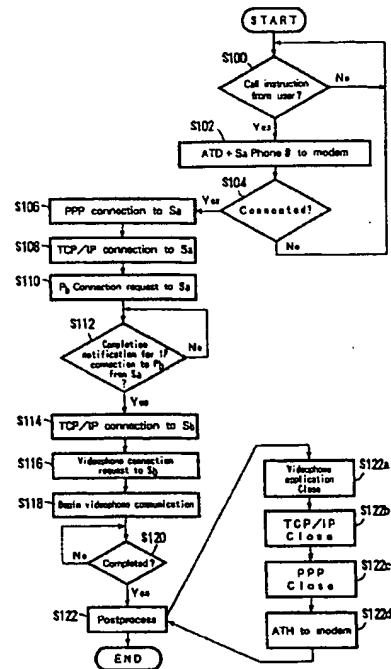 START
S100
Call instruction
from user?
No
Yes
S102
ATD + Sa Phone # to modem
S104
Connected?
Yes
No
S106
PPP connection to Sa
S108
TCP/IP connection to Sa
S110
Pb Connection request to Sa
S112
Completion
notification for IP
connection to Pb
from Sa
?
No
Yes
S114
TCP/IP connection to Sb
S116
Videophone connection
request to Sb
S118
Begin videophone communication
S120
Completed?
No
Yes
S122
Postprocess
END
S122a
Videophone
application
Close
S122b
TCP/IP
Close
S122c
PPP
Close
S122d
ATH to modem